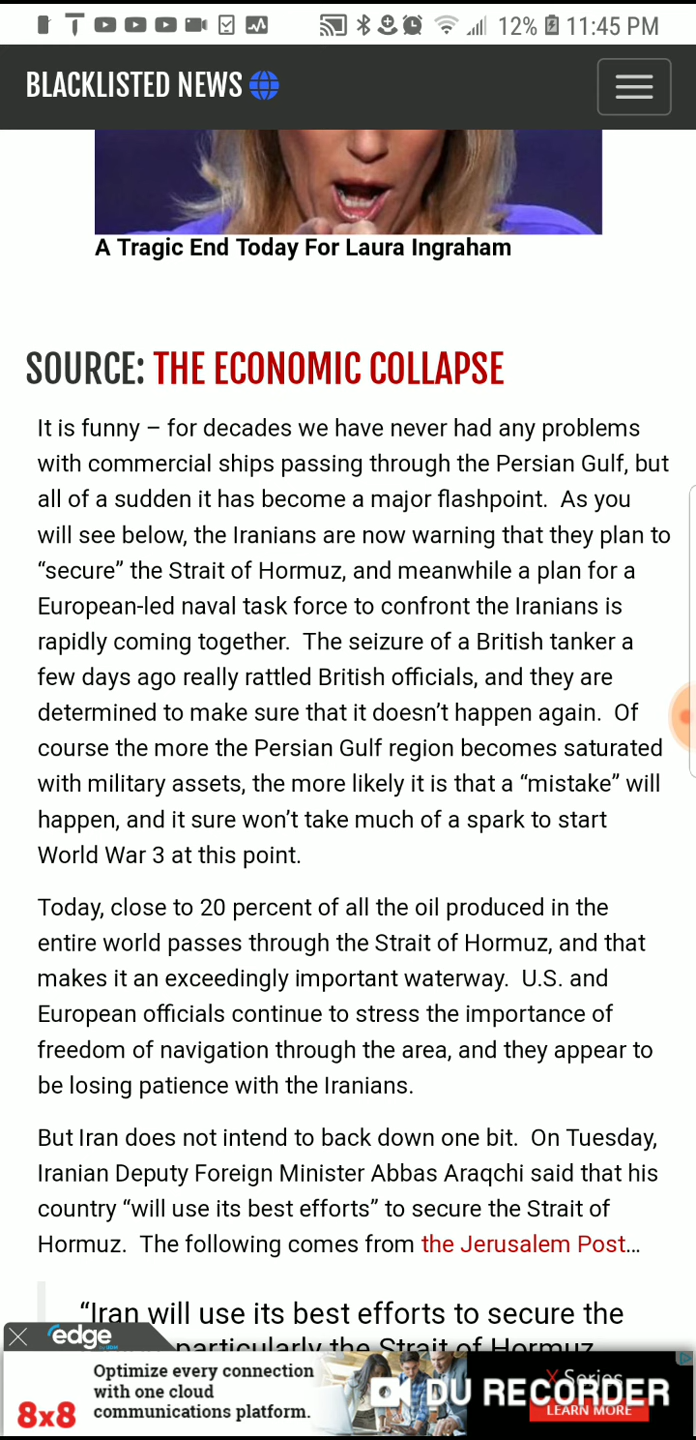 12% 11:45 PM
BLACKLISTED NEWS
A Tragic End Today For Laura Ingraham
SOURCE: THE ECONOMIC COLLAPSE
It is funny – for decades we have never had any problems
with commercial ships passing through the Persian Gulf, but
all of a sudden it has become a major flashpoint.  As you
will see below, the Iranians are now warning that they plan to
“secure” the Strait of Hormuz, and meanwhile a plan for a
European-led naval task force to confront the Iranians is
rapidly coming together.  The seizure of a British tanker a
few days ago really rattled British officials, and they are
determined to make sure that it doesn’t happen again.  Of
course the more the Persian Gulf region becomes saturated
with military assets, the more likely it is that a “mistake” will
happen, and it sure won’t take much of a spark to start
World War 3 at this point.
Today, close to 20 percent of all the oil produced in the
entire world passes through the Strait of Hormuz, and that
makes it an exceedingly important waterway.  U.S. and
European officials continue to stress the importance of
freedom of navigation through the area, and they appear to
be losing patience with the Iranians.
But Iran does not intend to back down one bit.  On Tuesday,
Iranian Deputy Foreign Minister Abbas Araqchi said that his
country “will use its best efforts” to secure the Strait of
Hormuz.  The following comes from the Jerusalem Post…
“Iran will use its best efforts to secure the
particularly the Strait of Hormuz
edge
Optimize every connection
with one cloud
communications platform.
8x8
X Series
LEARN MORE
DU RECORDER